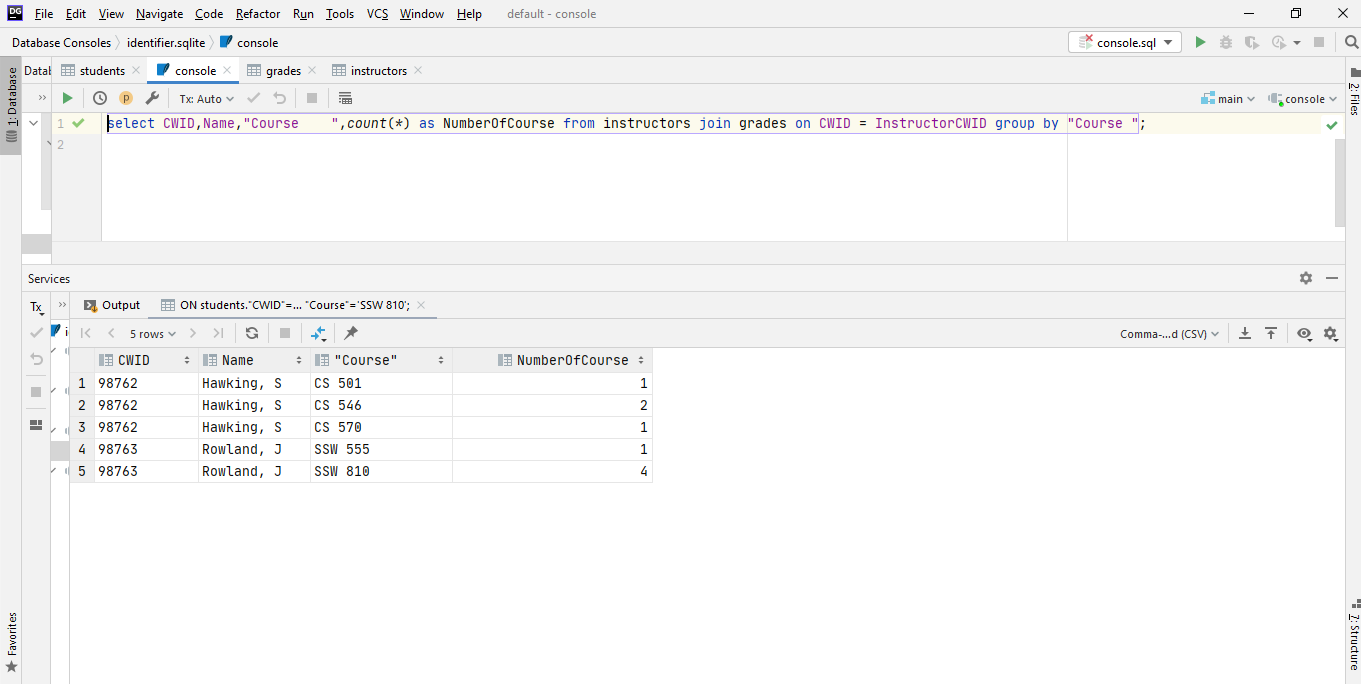 DG File Edit View Navigate Code Refactor Run Tools VCS Window Help default - console
Database Consoles identifier.sqlite console console.sql
1: Database
Datab students console grades instructors
Tx: Auto main console
1 select CWID,Name,"Course    ",count(*) as NumberOfCourse from instructors join grades on CWID = InstructorCWID group by "Course ";
2
Services
Tx Output ON students."CWID"=... "Course"='SSW 810';
5 rows Comma-...d (CSV)
CWID Name "Course" NumberOfCourse
1 98762 Hawking, S CS 501 1
2 98762 Hawking, S CS 546 2
3 98762 Hawking, S CS 570 1
4 98763 Rowland, J SSW 555 1
5 98763 Rowland, J SSW 810 4
Favorites
2: Files
7: Structure